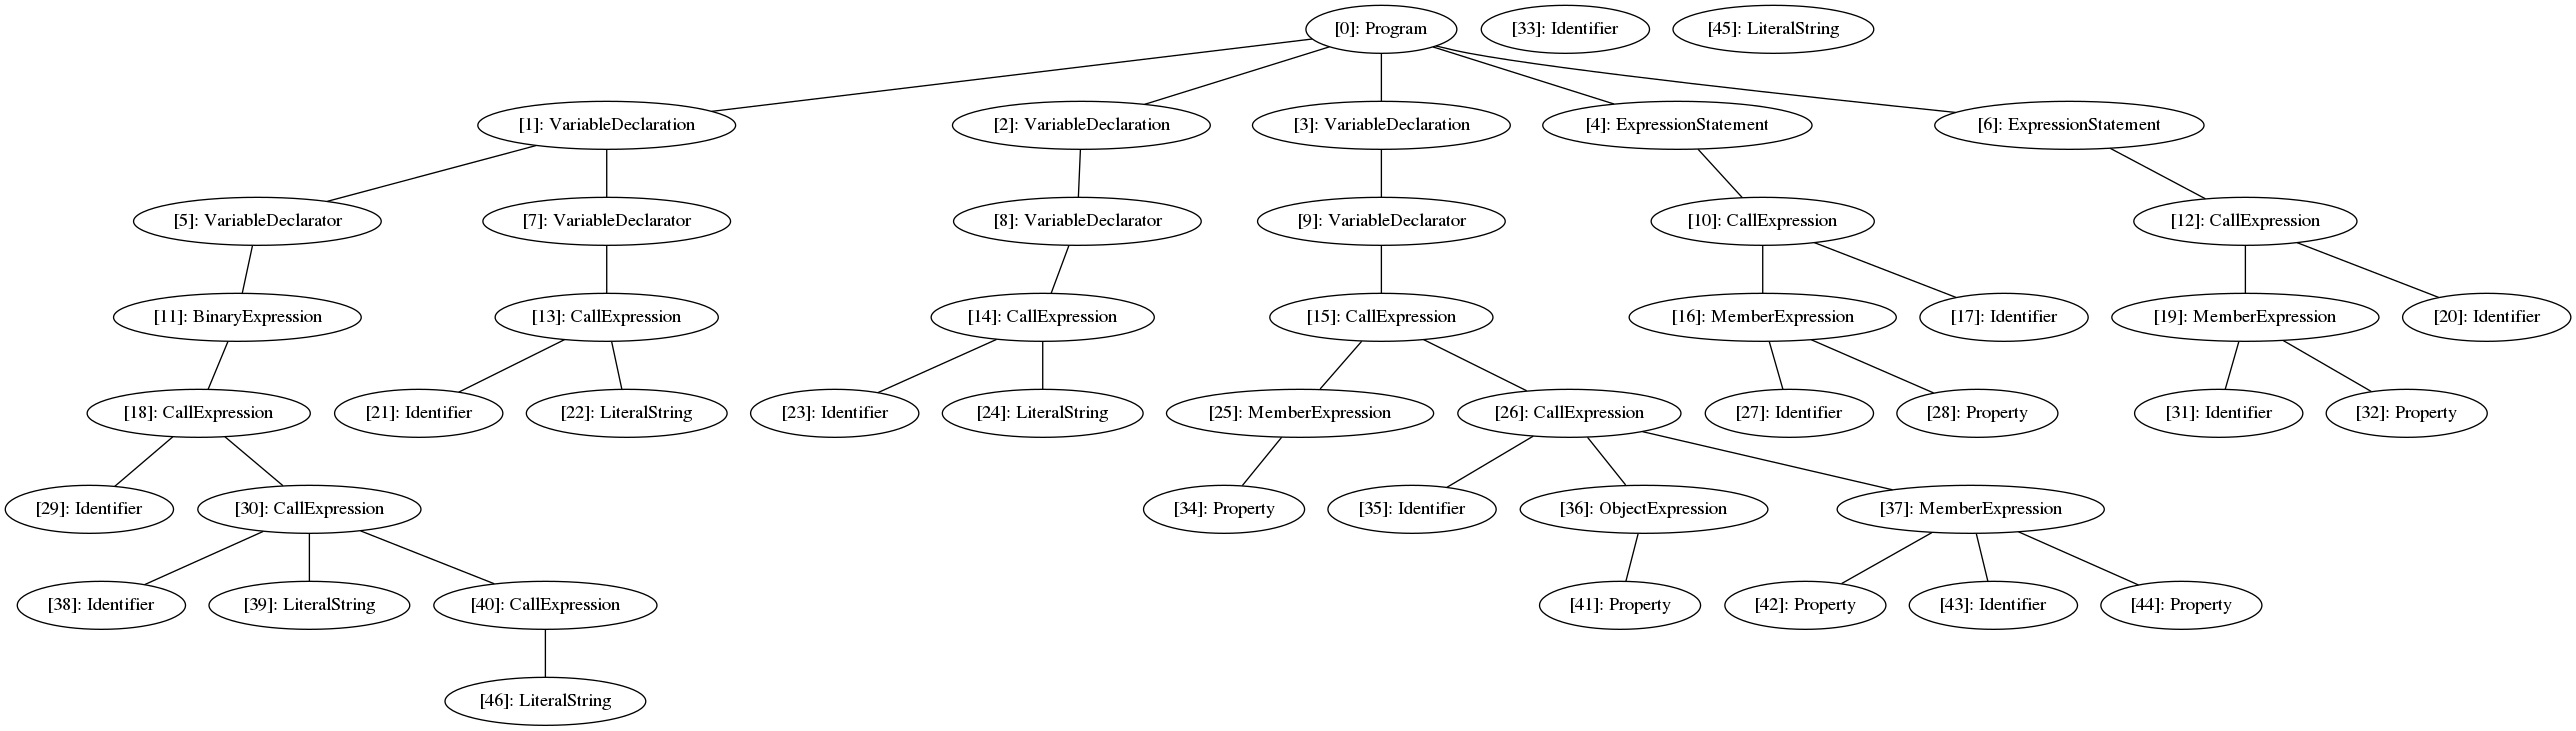 [0]: Program
[33]: Identifier
[45]: LiteralString
[1]: VariableDeclaration
[2]: VariableDeclaration
[3]: VariableDeclaration
[4]: ExpressionStatement
[6]: ExpressionStatement
[5]: VariableDeclarator
[7]: VariableDeclarator
[8]: VariableDeclarator
[9]: VariableDeclarator
[10]: CallExpression
[12]: CallExpression
[11]: BinaryExpression
[13]: CallExpression
[14]: CallExpression
[15]: CallExpression
[16]: MemberExpression
[17]: Identifier
[19]: MemberExpression
[20]: Identifier
[18]: CallExpression
[21]: Identifier
[22]: LiteralString
[23]: Identifier
[24]: LiteralString
[25]: MemberExpression
[26]: CallExpression
[27]: Identifier
[28]: Property
[31]: Identifier
[32]: Property
[29]: Identifier
[30]: CallExpression
[34]: Property
[35]: Identifier
[36]: ObjectExpression
[37]: MemberExpression
[38]: Identifier
[39]: LiteralString
[40]: CallExpression
[41]: Property
[42]: Property
[43]: Identifier
[44]: Property
[46]: LiteralString